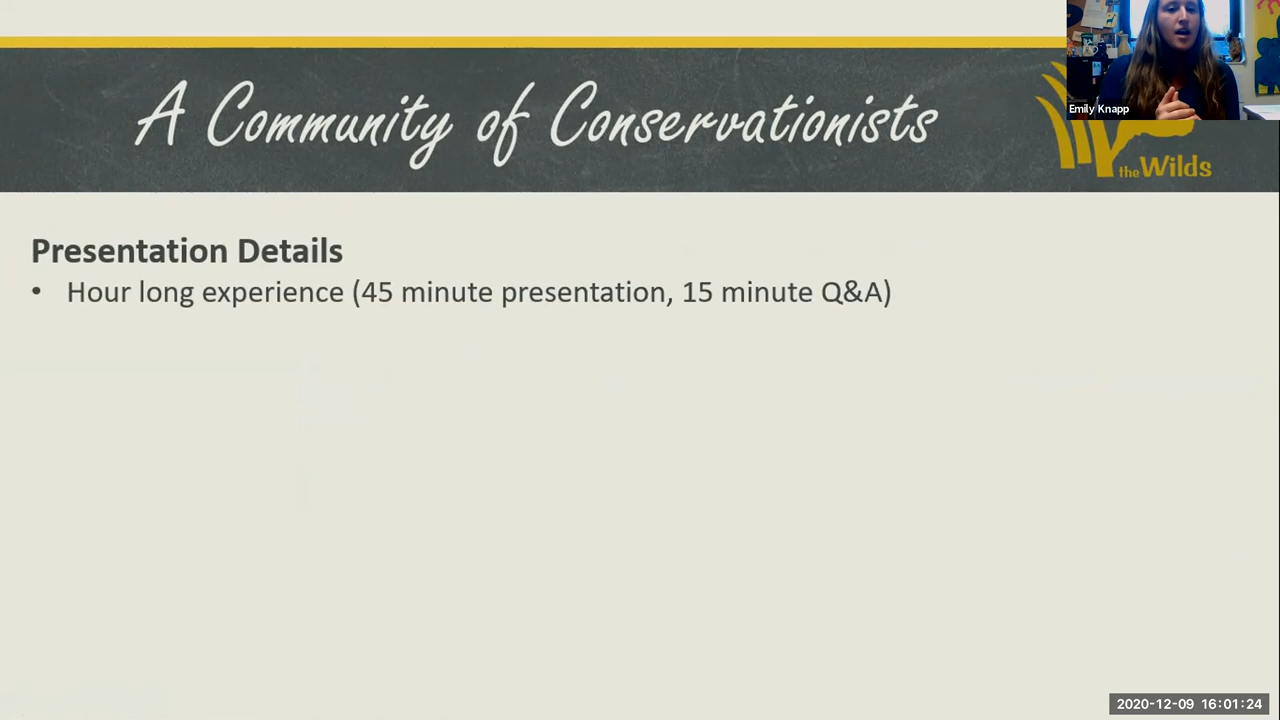 A Community of Conservationists
Emily Knapp
the Wilds
Presentation Details
• Hour long experience (45 minute presentation, 15 minute Q&A)
2020-12-09 16:01:24